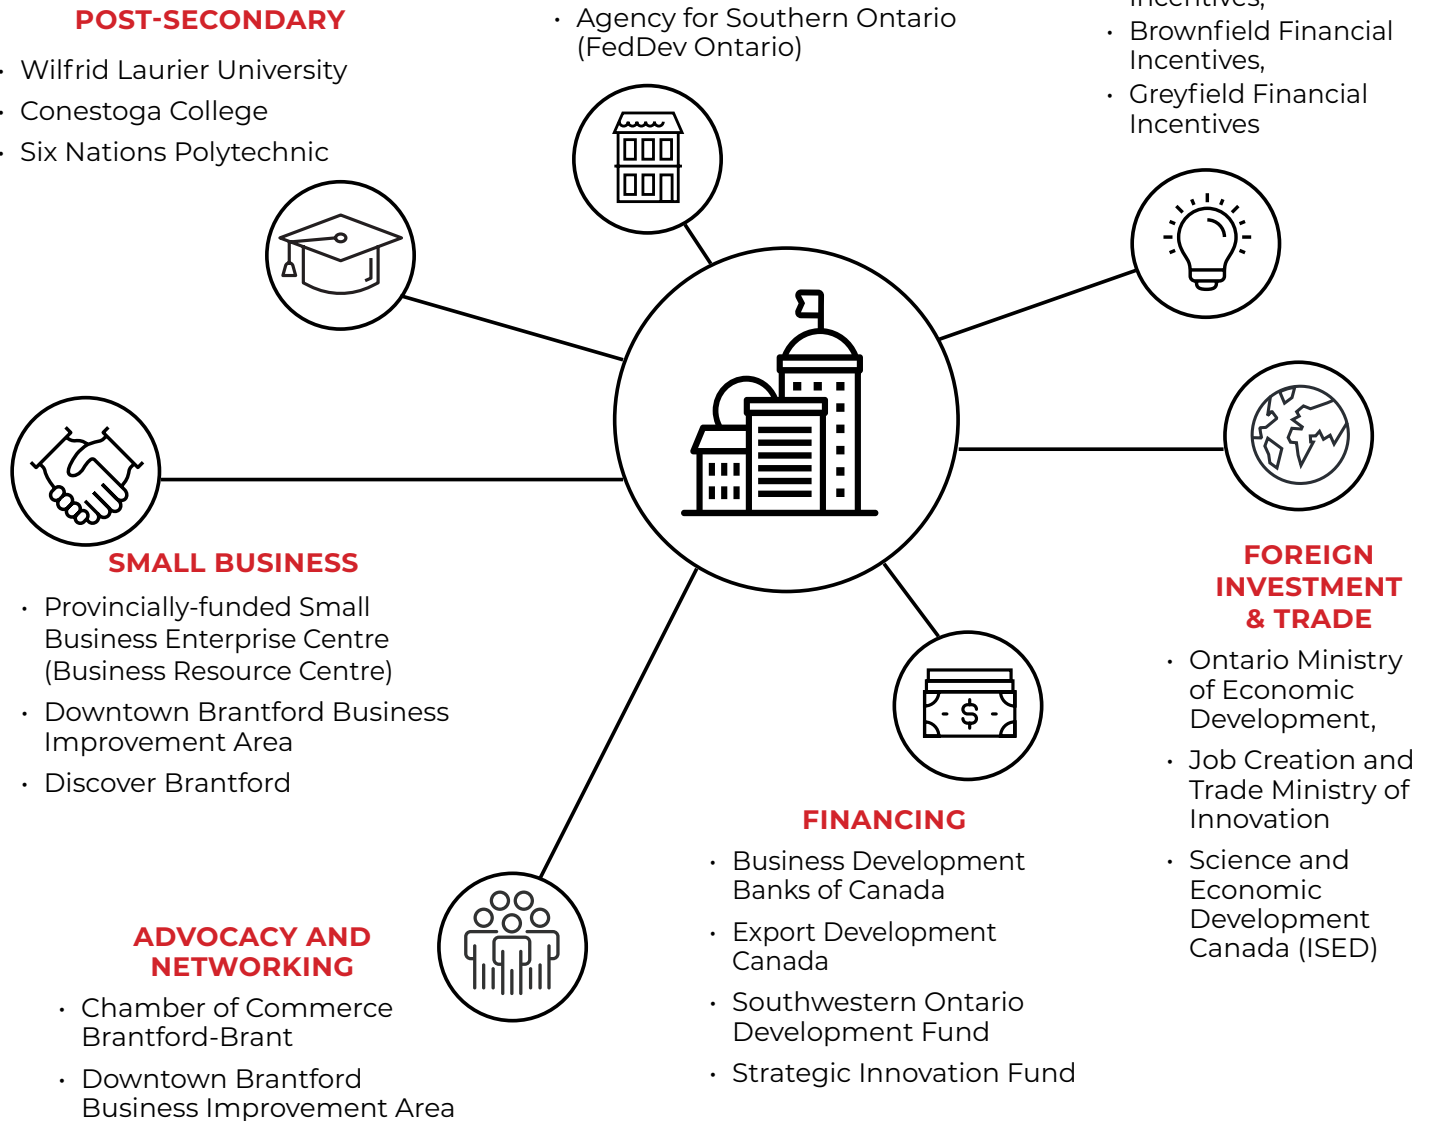 POST-SECONDARY
· Wilfrid Laurier University
· Conestoga College
· Six Nations Polytechnic
· Agency for Southern Ontario
(FedDev Ontario)
Incentives,
· Brownfield Financial
Incentives,
· Greyfield Financial
Incentives
SMALL BUSINESS
· Provincially-funded Small
Business Enterprise Centre
(Business Resource Centre)
· Downtown Brantford Business
Improvement Area
· Discover Brantford
ADVOCACY AND
NETWORKING
· Chamber of Commerce
Brantford-Brant
· Downtown Brantford
Business Improvement Area
$
FINANCING
· Business Development
Banks of Canada
· Export Development
Canada
· Southwestern Ontario
Development Fund
· Strategic Innovation Fund
FOREIGN
INVESTMENT
& TRADE
· Ontario Ministry
of Economic
Development,
· Job Creation and
Trade Ministry of
Innovation
· Science and
Economic
Development
Canada (ISED)